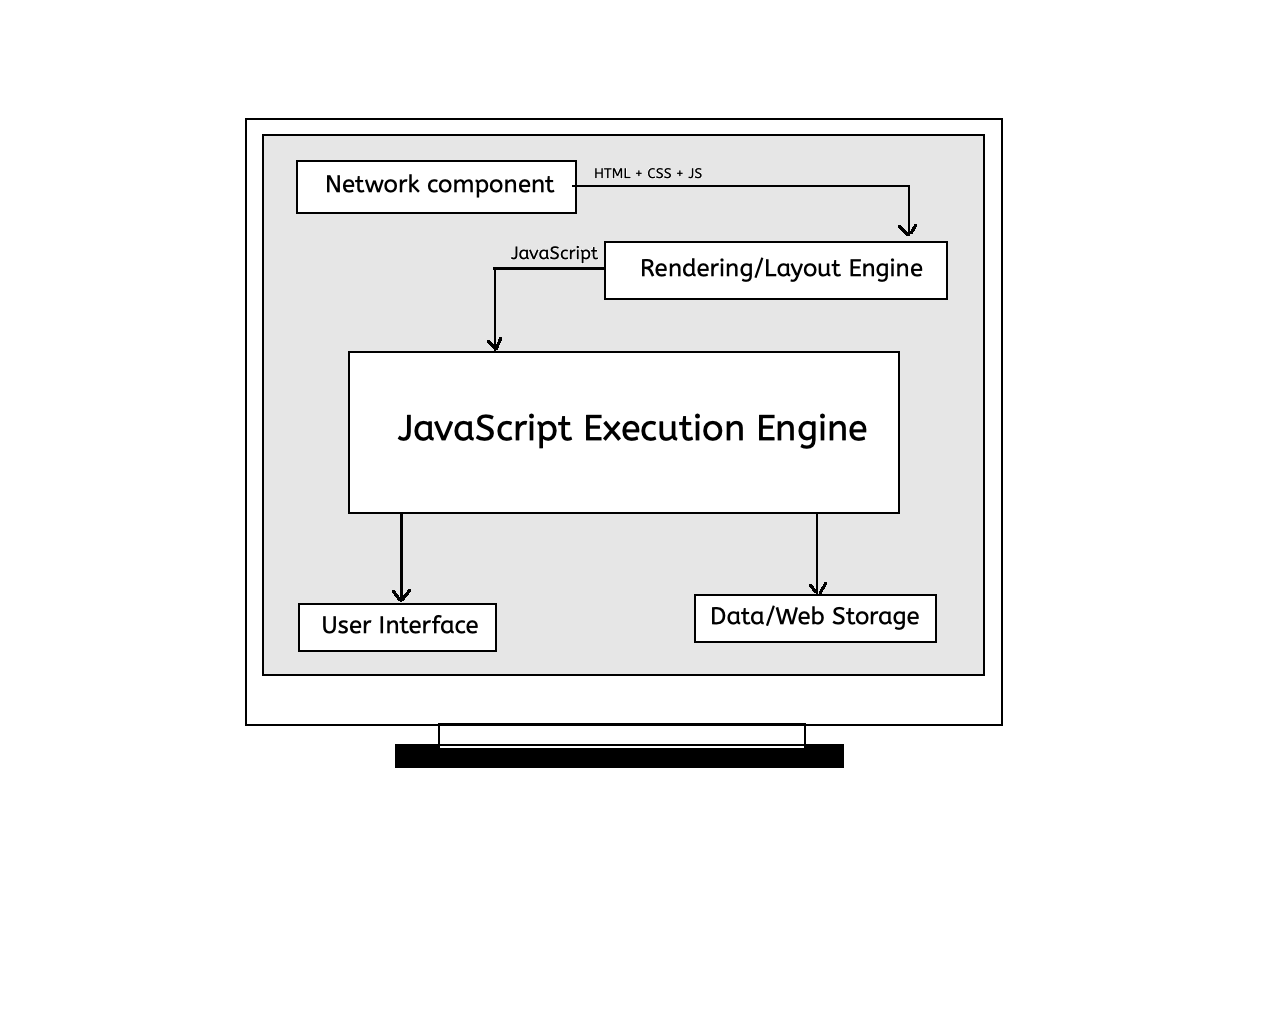 Network component
HTML + CSS + JS
JavaScript
Rendering/Layout Engine
JavaScript Execution Engine
User Interface
Data/Web Storage